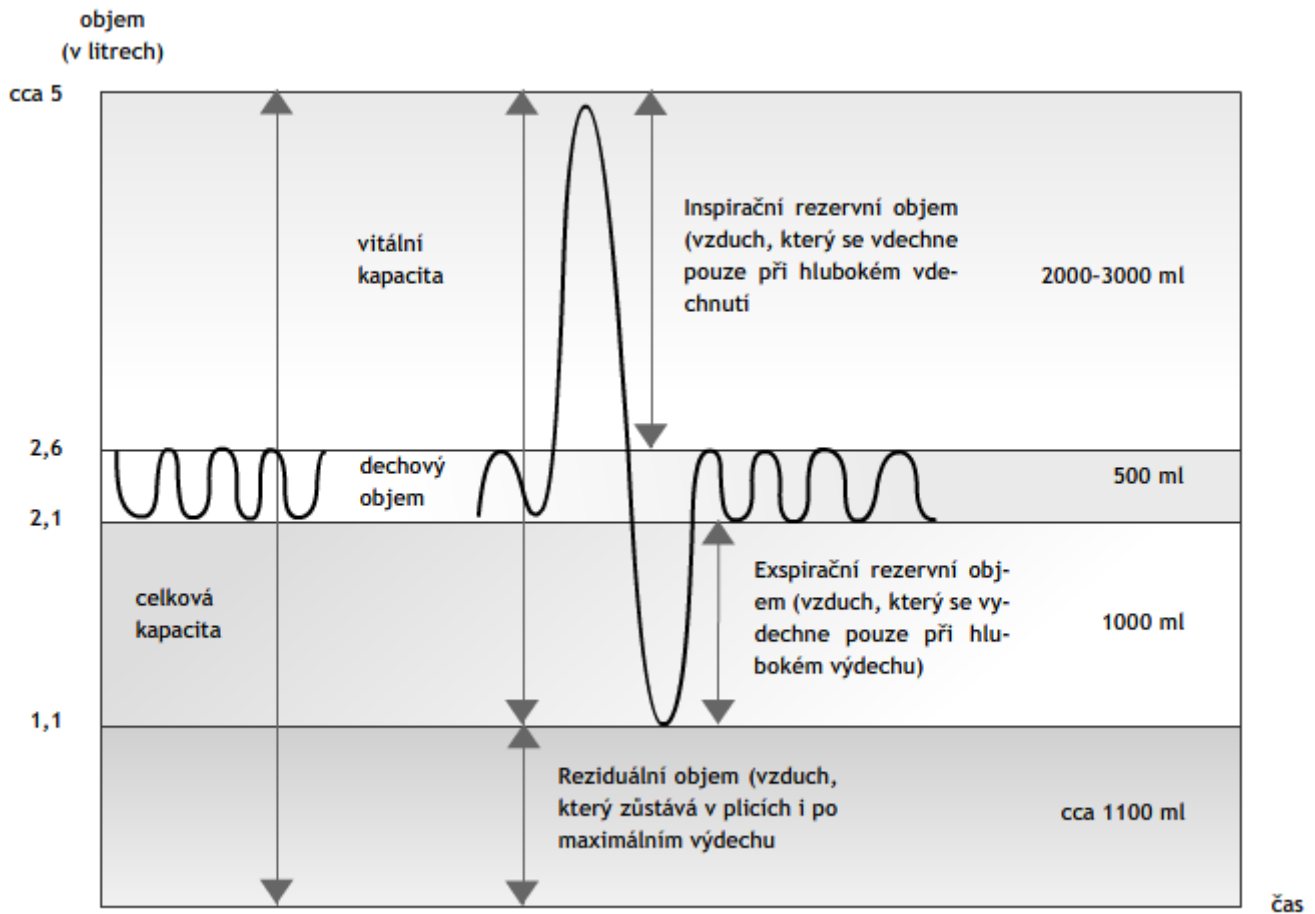 objem
(v litrech)
cca 5
vitální
kapacita
Inspirační rezervní objem
(vzduch, který se vdechne
pouze při hlubokém vde-
chnutí
2000–3000 ml
2,6
dechový
objem
500 ml
2,1
celková
kapacita
Exspirační rezervní obj-
em (vzduch, který se vy-
dechne pouze při hlu-
bokém výdechu)
1000 ml
1,1
Reziduální objem (vzduch,
který zůstává v plicích i po
maximálním výdechu
cca 1100 ml
čas